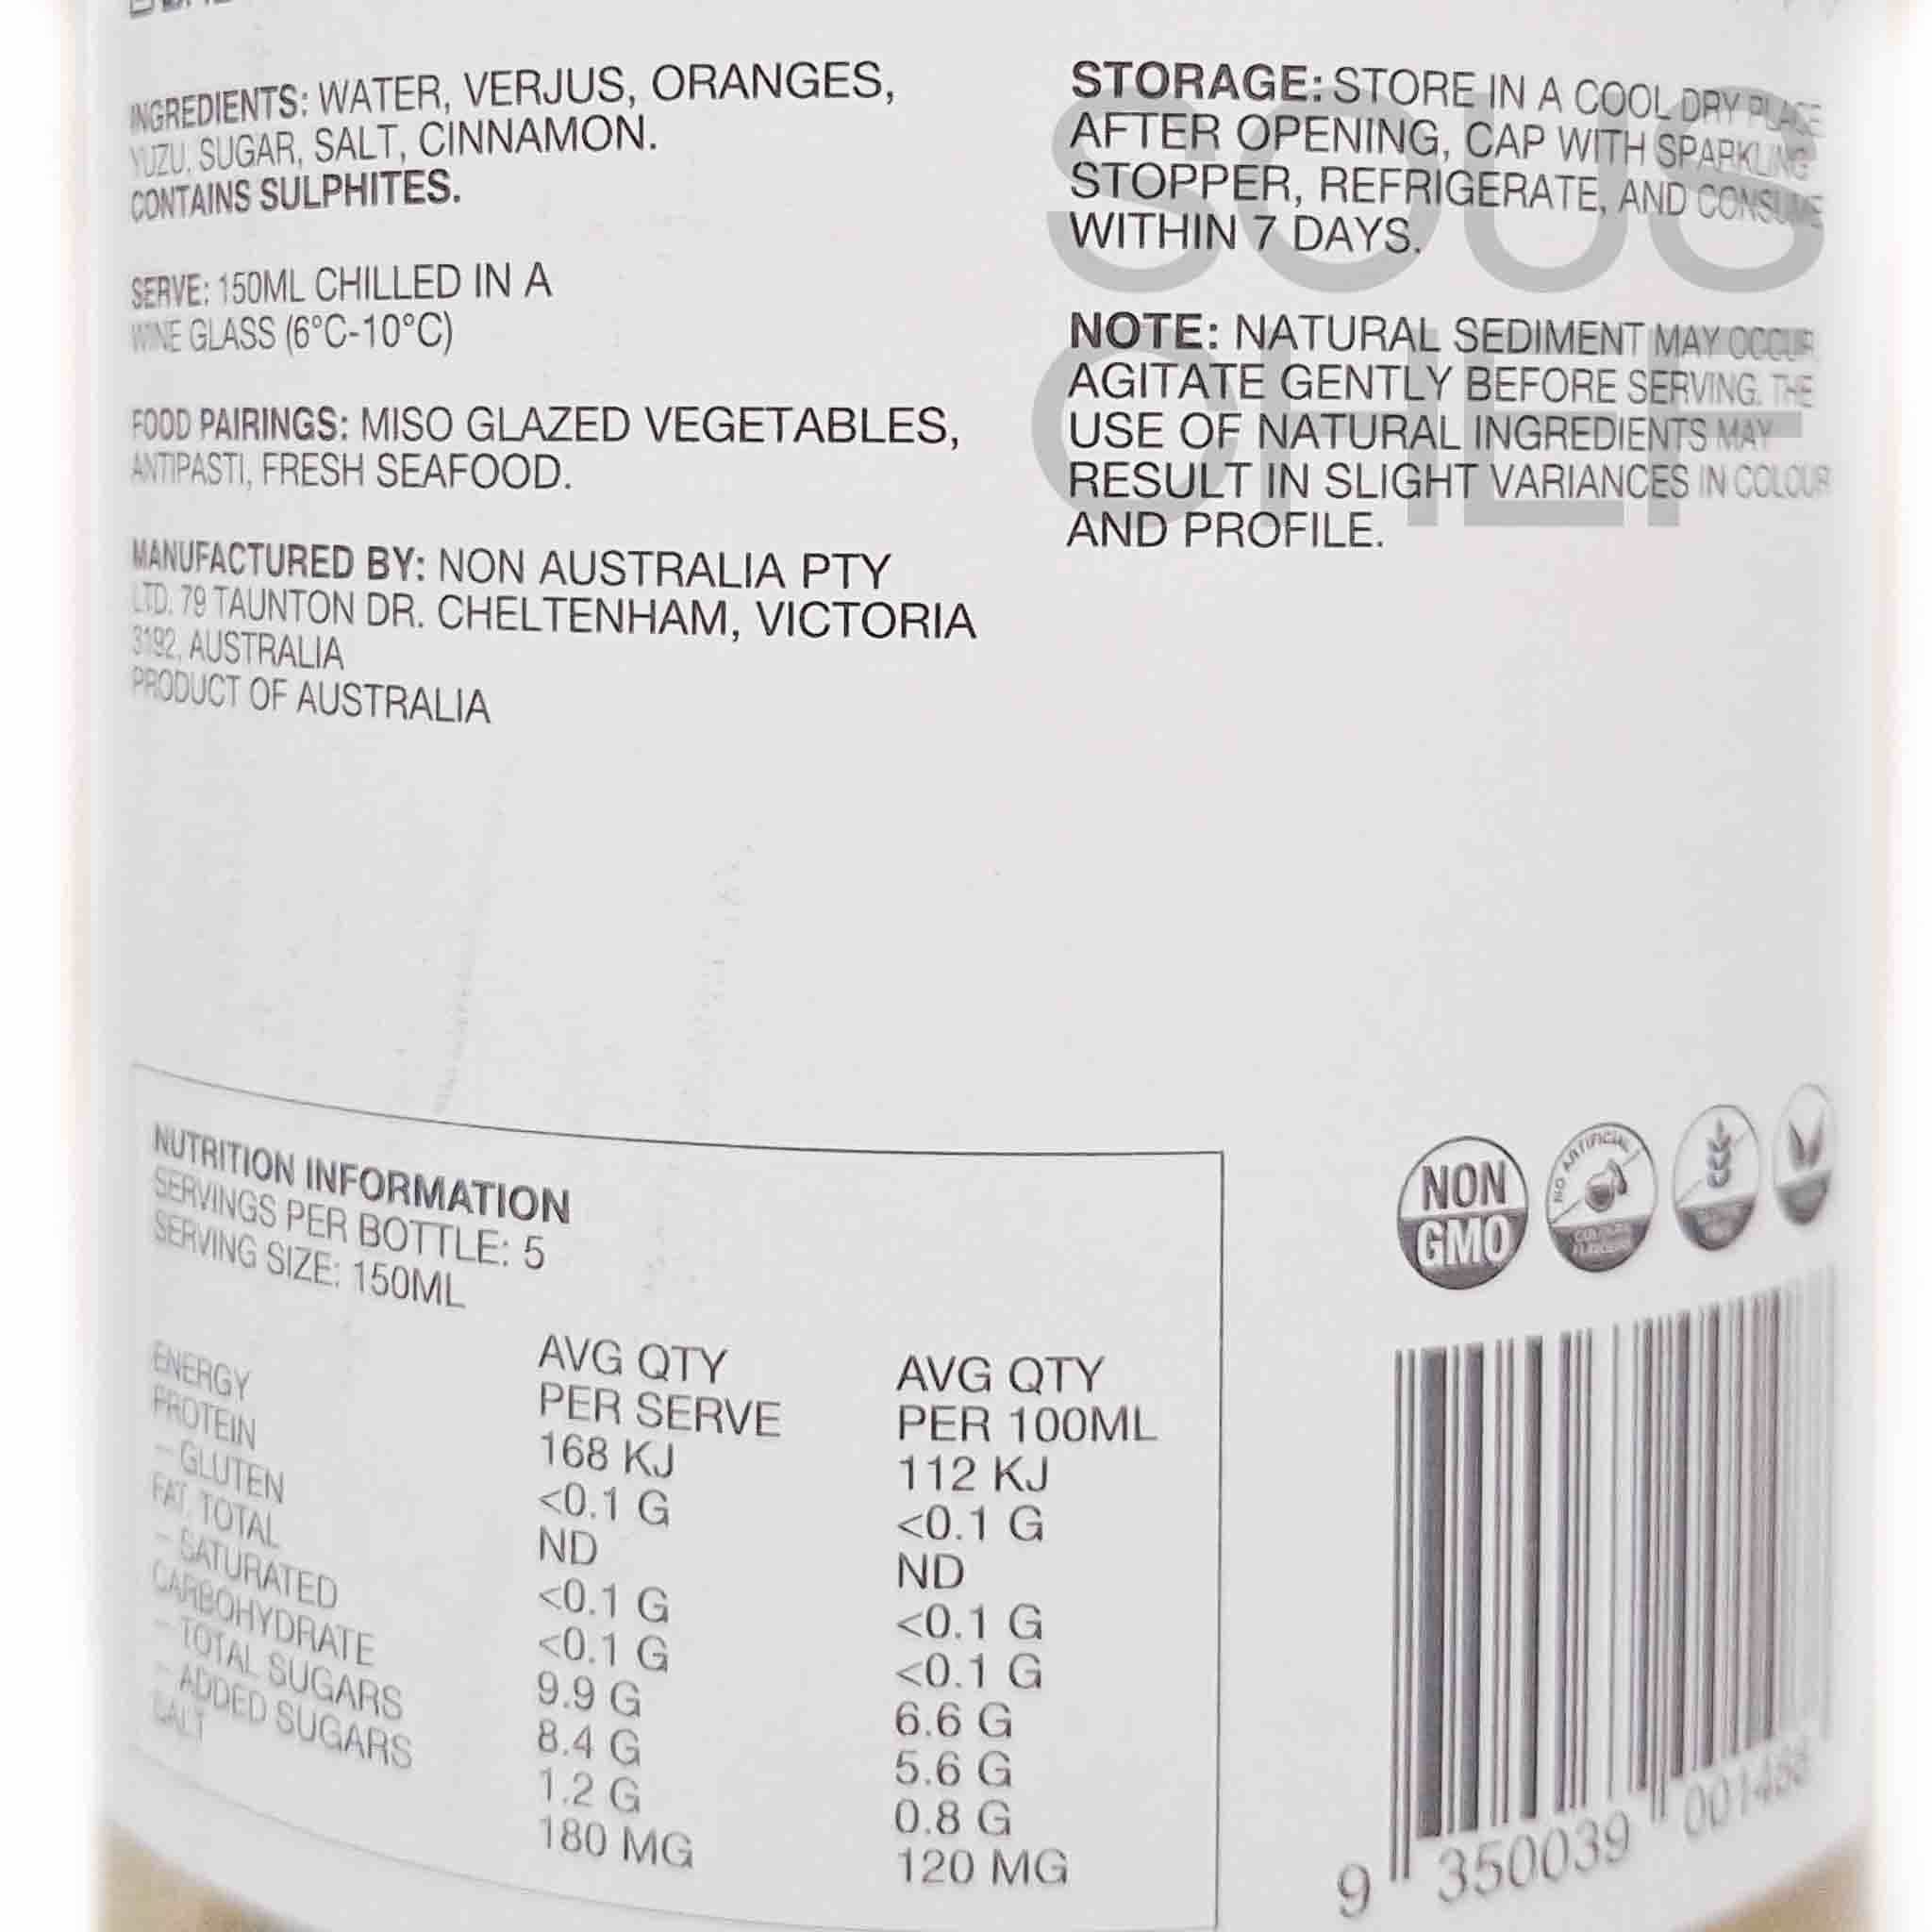 INGREDIENTS: WATER, VERJUS, ORANGES,
YUZU, SUGAR, SALT, CINNAMON.
CONTAINS SULPHITES.
SERVE: 150ML CHILLED IN A
WINE GLASS (6°C-10°C)
FOOD PAIRINGS: MISO GLAZED VEGETABLES,
ANTIPASTI, FRESH SEAFOOD.
MANUFACTURED BY: NON AUSTRALIA PTY
LTD. 79 TAUNTON DR. CHELTENHAM, VICTORIA
3192, AUSTRALIA
PRODUCT OF AUSTRALIA
STORAGE: STORE IN A COOL DRY PLACE
AFTER OPENING, CAP WITH SPARKLING
STOPPER, REFRIGERATE, AND CONSUME
WITHIN 7 DAYS.
NOTE: NATURAL SEDIMENT MAY OCCUR
AGITATE GENTLY BEFORE SERVING. THE
USE OF NATURAL INGREDIENTS MAY
RESULT IN SLIGHT VARIANCES IN COLOUR
AND PROFILE.
SOUS
CHEF
NUTRITION INFORMATION
SERVINGS PER BOTTLE: 5
SERVING SIZE: 150ML
AVG QTY AVG QTY
PER SERVE PER 100ML
ENERGY 168 KJ 112 KJ
PROTEIN <0.1 G <0.1 G
– GLUTEN ND ND
FAT, TOTAL <0.1 G <0.1 G
– SATURATED <0.1 G <0.1 G
CARBOHYDRATE 9.9 G 6.6 G
– TOTAL SUGARS 8.4 G 5.6 G
– ADDED SUGARS 1.2 G 0.8 G
SALT 180 MG 120 MG
NON
GMO
NO ARTIFICIAL
9 350039